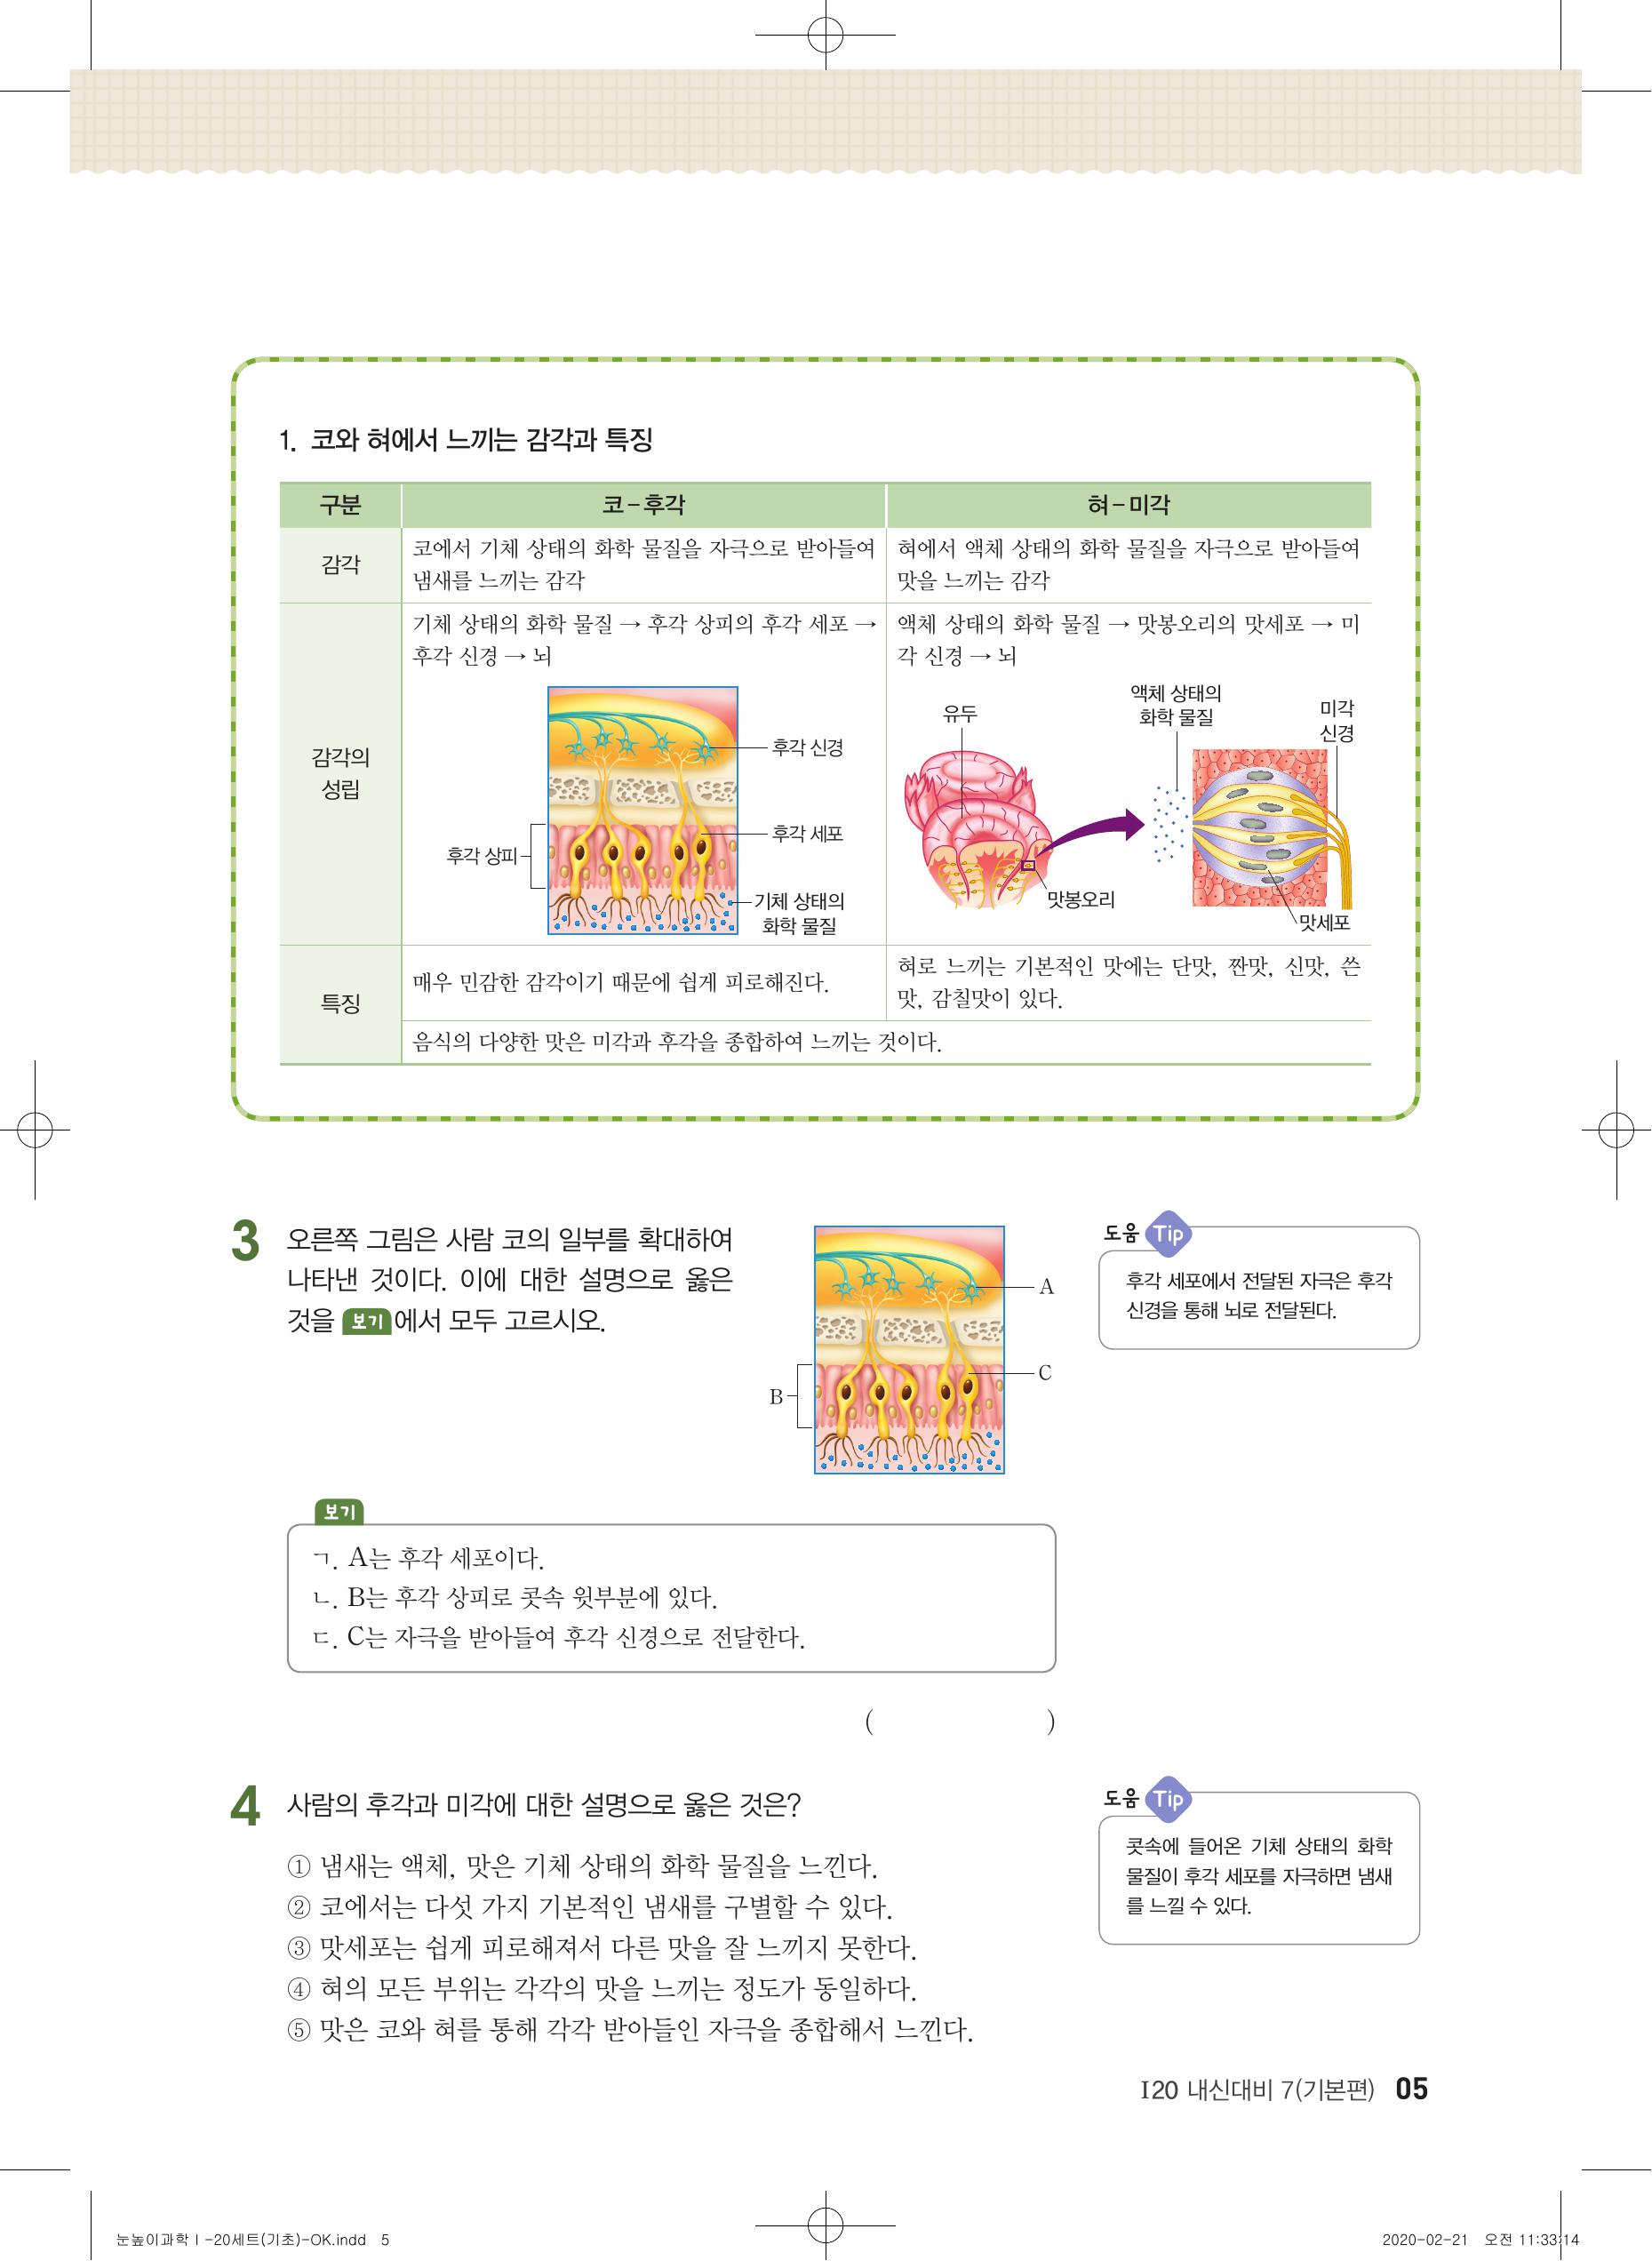 1. 코와 혀에서 느끼는 감각과 특징
구분
코-후각
혀-미각
감각
코에서 기체 상태의 화학 물질을 자극으로 받아들여
냄새를 느끼는 감각
혀에서 액체 상태의 화학 물질을 자극으로 받아들여
맛을 느끼는 감각
감각의
성립
기체 상태의 화학 물질 → 후각 상피의 후각 세포 →
후각 신경 → 뇌
후각 신경
후각 세포
후각 상피
기체 상태의
화학 물질
액체 상태의 화학 물질 → 맛봉오리의 맛세포 → 미
각 신경 → 뇌
유두
액체 상태의
화학 물질
미각
신경
맛봉오리
맛세포
특징
매우 민감한 감각이기 때문에 쉽게 피로해진다.
혀로 느끼는 기본적인 맛에는 단맛, 짠맛, 신맛, 쓴
맛, 감칠맛이 있다.
음식의 다양한 맛은 미각과 후각을 종합하여 느끼는 것이다.
3 오른쪽 그림은 사람 코의 일부를 확대하여
나타낸 것이다. 이에 대한 설명으로 옳은
것을 보기에서 모두 고르시오.
A
B
C
도움 Tip
후각 세포에서 전달된 자극은 후각
신경을 통해 뇌로 전달된다.
보기
ㄱ. A는 후각 세포이다.
ㄴ. B는 후각 상피로 콧속 윗부분에 있다.
ㄷ. C는 자극을 받아들여 후각 신경으로 전달한다.
( )
4 사람의 후각과 미각에 대한 설명으로 옳은 것은?
① 냄새는 액체, 맛은 기체 상태의 화학 물질을 느낀다.
② 코에서는 다섯 가지 기본적인 냄새를 구별할 수 있다.
③ 맛세포는 쉽게 피로해져서 다른 맛을 잘 느끼지 못한다.
④ 혀의 모든 부위는 각각의 맛을 느끼는 정도가 동일하다.
⑤ 맛은 코와 혀를 통해 각각 받아들인 자극을 종합해서 느낀다.
도움 Tip
콧속에 들어온 기체 상태의 화학
물질이 후각 세포를 자극하면 냄새
를 느낄 수 있다.
I20 내신대비 7(기본편) 05
눈높이과학 I -20세트(기초)-OK.indd 5
2020-02-21 오전 11:33:14